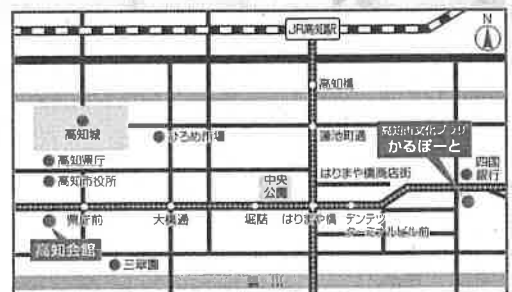 JR高知駅
N
高知橋
高知城
ひろめ市場
蓮池町通
高知市文化プラザ
かるぽーと
高知県庁
高知市役所
中央
公園
はりまや橋商店街
四国
銀行
県庁前
大橋通
堀詰
はりまや橋
デンテツ
ターミナルビル前
高知会館
三翠園